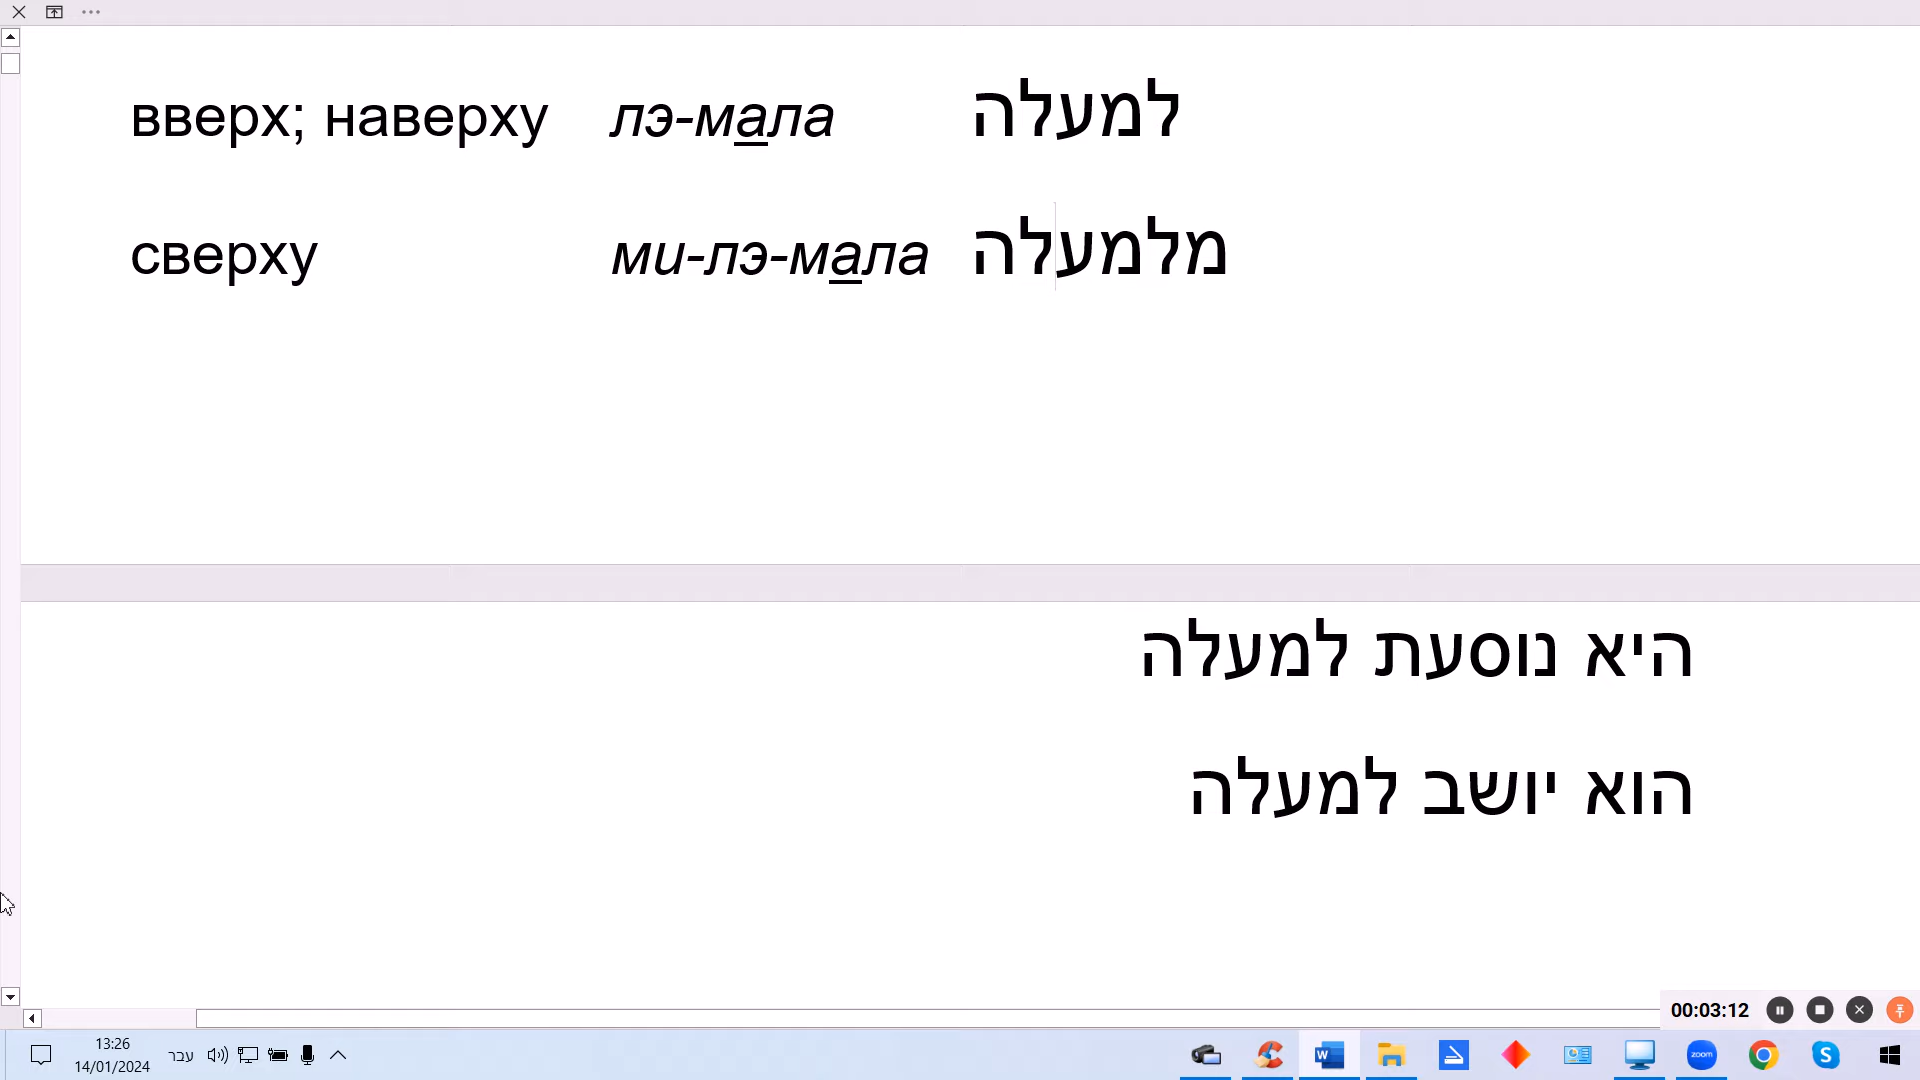 вверх; наверху лэ-мала למעלה
сверху ми-лэ-мала מלמעלה
היא נוסעת למעלה
הוא יושב למעלה
00:03:12
13:26
14/01/2024
עבר
zoom